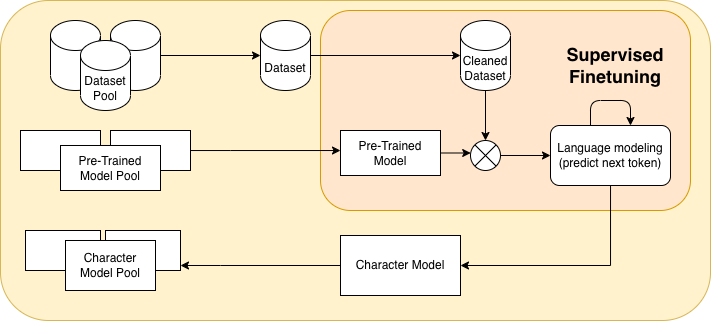 Dataset
Pool
Dataset
Cleaned
Dataset
Supervised
Finetuning
Pre-Trained
Model Pool
Pre-Trained
Model
Language modeling
(predict next token)
Character
Model Pool
Character Model